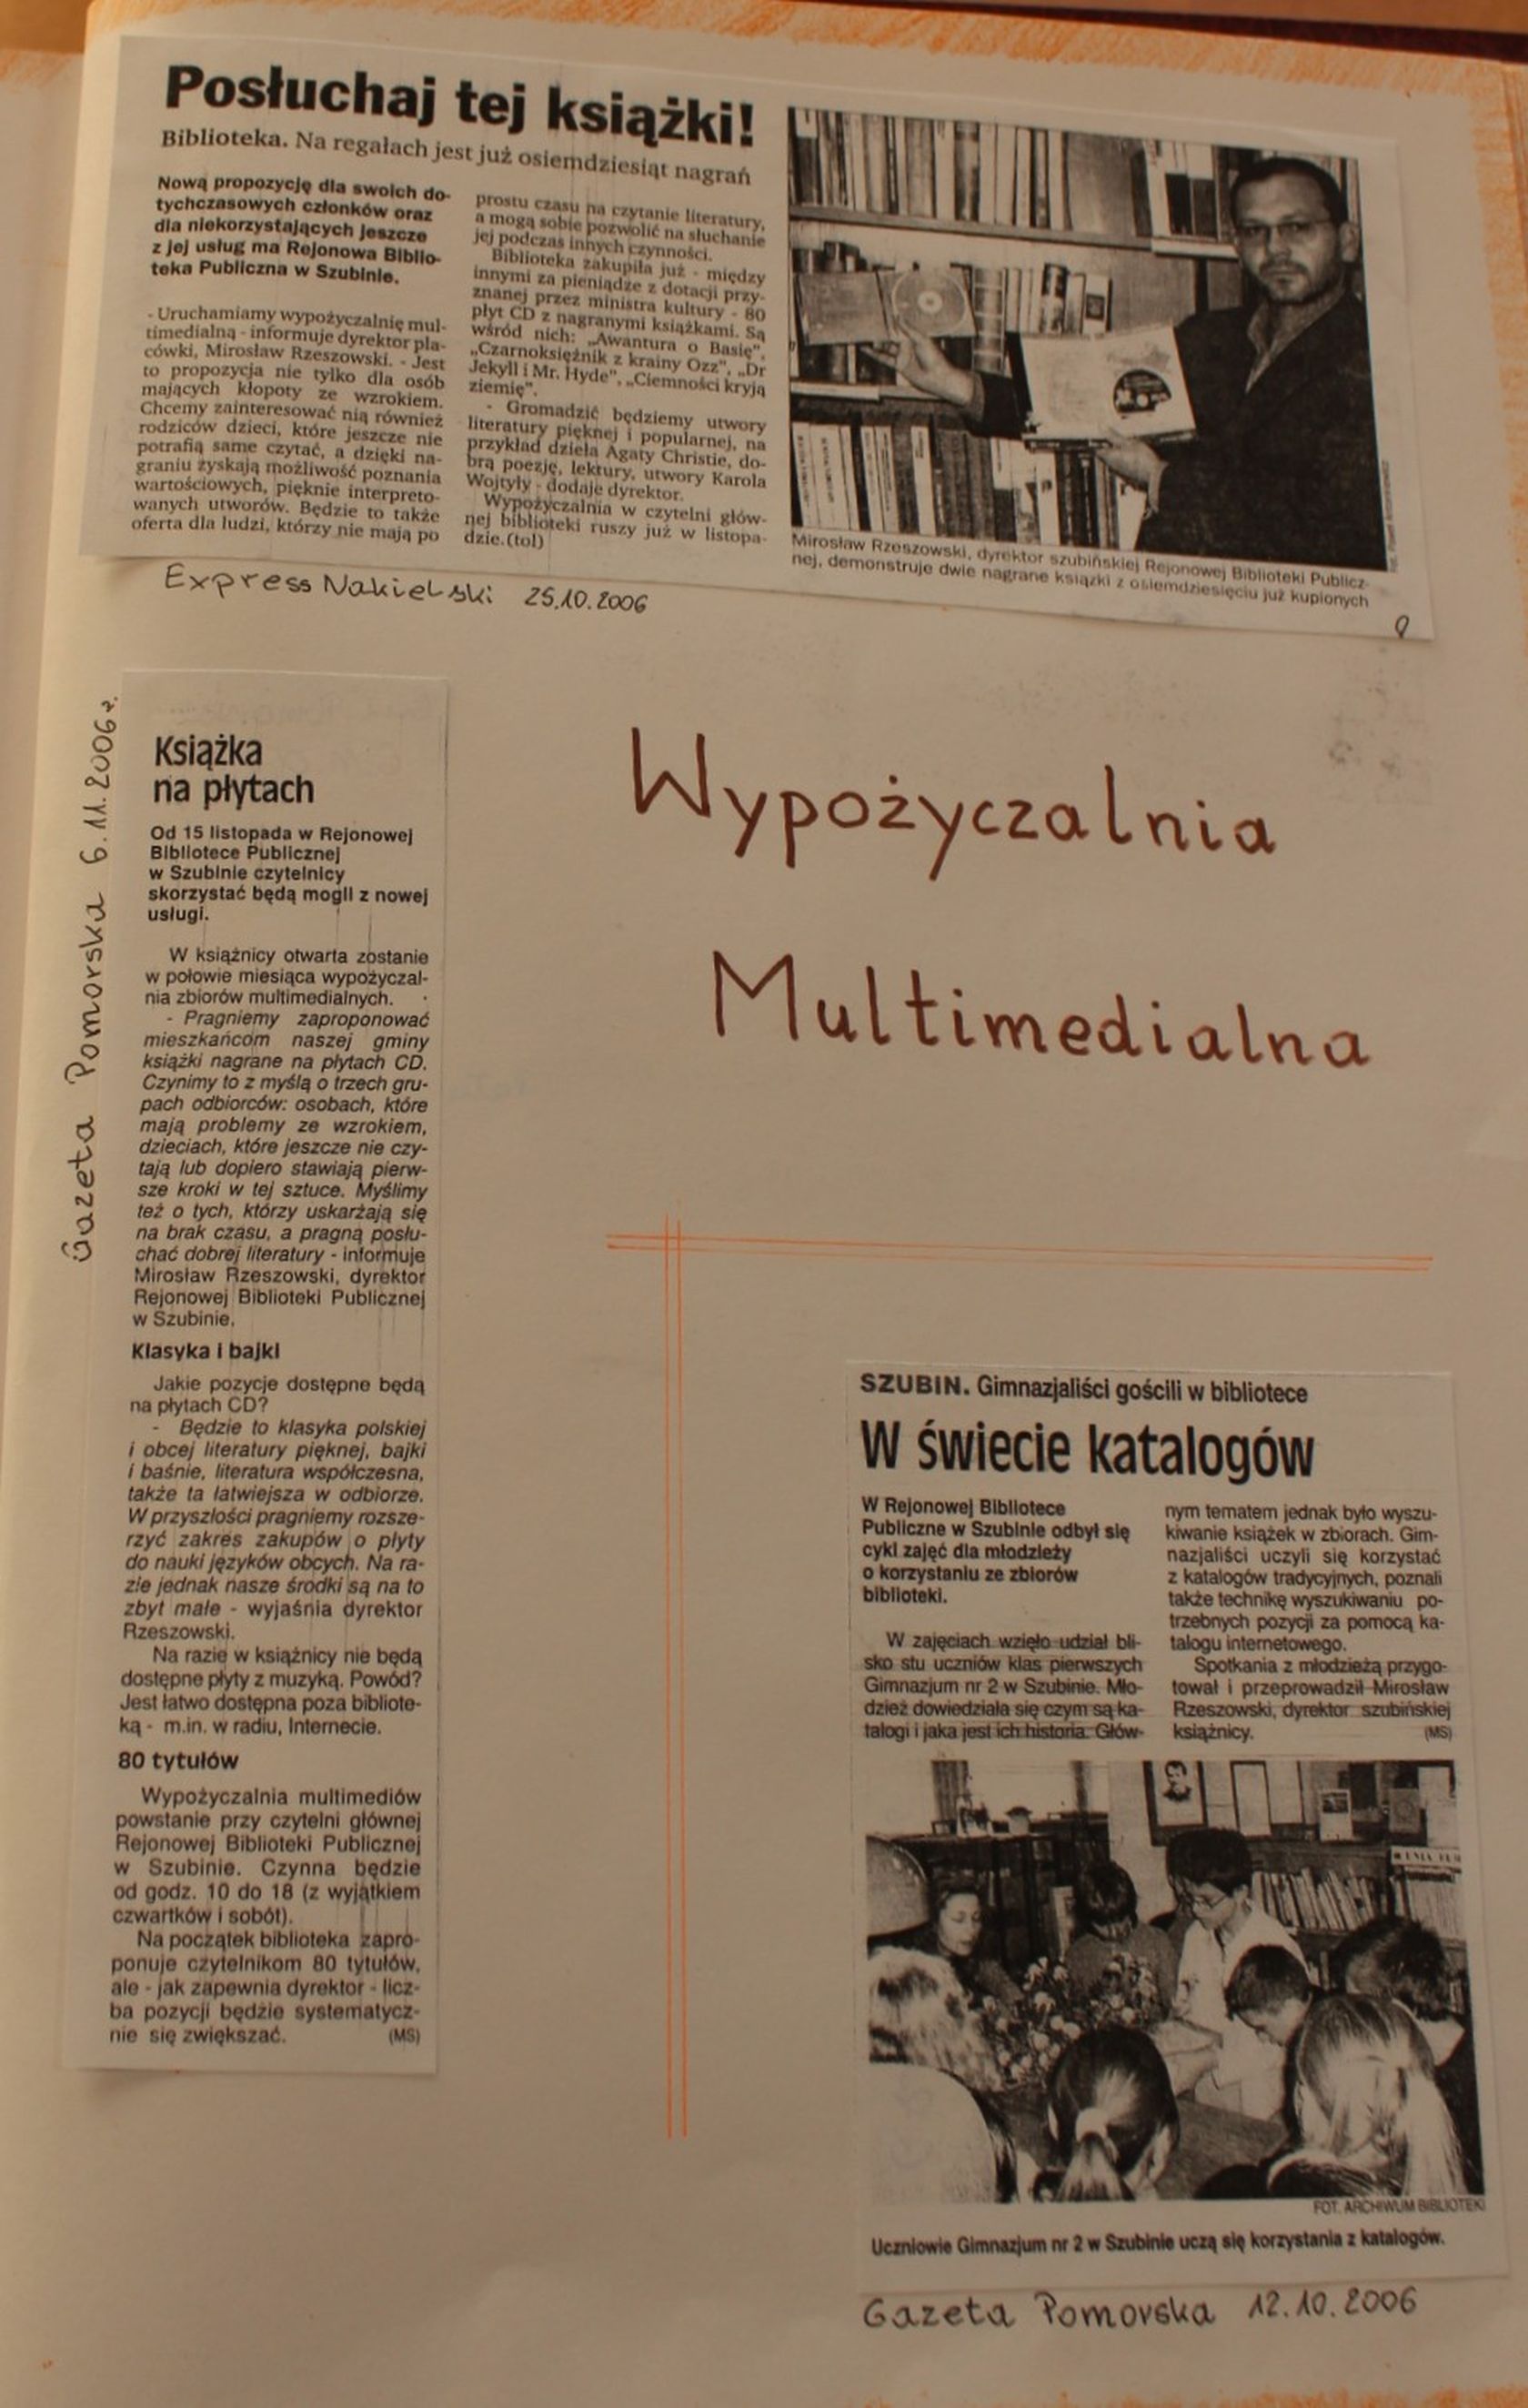 Posłuchaj tej książki!
Biblioteka. Na regałach jest już osiemdziesiąt nagrań
Nową propozycję dla swoich do-
tychczasowych członków oraz
dla niekorzystających jeszcze
z jej usług ma Rejonowa Biblio-
teka Publiczna w Szubinie.
- Uruchamiamy wypożyczalnię mul-
timedialną - informuje dyrektor pla-
cówki, Mirosław Rzeszowski. - Jest
to propozycja nie tylko dla osób
mających kłopoty ze wzrokiem.
Chcemy zainteresować nią również
rodziców dzieci, które jeszcze nie
potrafią same czytać, a dzięki na-
graniu zyskają możliwość poznania
wartościowych, pięknie interpreto-
wanych utworów. Będzie to także
oferta dla ludzi, którzy nie mają po
prostu czasu na czytanie literatury,
a mogą sobie pozwolić na słuchanie
jej podczas innych czynności.
Biblioteka zakupiła już - między
innymi za pieniądze z dotacji przy-
znanej przez ministra kultury - 80
płyt CD z nagranymi książkami. Są
wśród nich: „Awantura o Basię",
„Czarnoksiężnik z krainy Ozz", „Dr
Jekyll i Mr. Hyde", „Ciemności kryją
ziemię".
- Gromadzić będziemy utwory
literatury pięknej i popularnej, na
przykład dzieła Agaty Christie, do-
brą poezję, lektury, utwory Karola
Wojtyły - dodaje dyrektor.
Wypożyczalnia w czytelni głów-
nej biblioteki ruszy już w listopa-
dzie.(tol)
Mirosław Rzeszowski, dyrektor szubińskiej Rejonowej Biblioteki Publicz-
nej, demonstruje dwie nagrane książki z osiemdziesięciu już kupionych
Express Nakielski 25.10.2006
Gazeta Pomorska 6.11.2006r.
Książka
na płytach
Od 15 listopada w Rejonowej
Bibliotece Publicznej
w Szubinie czytelnicy
skorzystać będą mogli z nowej
usługi.
W książnicy otwarta zostanie
w połowie miesiąca wypożyczal-
nia zbiorów multimedialnych.
- Pragniemy zaproponować
mieszkańcom naszej gminy
książki nagrane na płytach CD.
Czynimy to z myślą o trzech gru-
pach odbiorców: osobach, które
mają problemy ze wzrokiem,
dzieciach, które jeszcze nie czy-
tają lub dopiero stawiają pierw-
sze kroki w tej sztuce. Myślimy
też o tych, którzy uskarżają się
na brak czasu, a pragną posłu-
chać dobrej literatury - informuje
Mirosław Rzeszowski, dyrektor
Rejonowej Biblioteki Publicznej
w Szubinie.
Klasyka i bajki
Jakie pozycje dostępne będą
na płytach CD?
- Będzie to klasyka polskiej
i obcej literatury pięknej, bajki
i baśnie, literatura współczesna,
także ta łatwiejsza w odbiorze.
W przyszłości pragniemy rozsze-
rzyć zakres zakupów o płyty
do nauki języków obcych. Na ra-
zie jednak nasze środki są na to
zbyt małe - wyjaśnia dyrektor
Rzeszowski.
Na razie w książnicy nie będą
dostępne płyty z muzyką. Powód?
Jest łatwo dostępna poza bibliote-
ką - m.in. w radiu, Internecie.
80 tytułów
Wypożyczalnia multimediów
powstanie przy czytelni głównej
Rejonowej Biblioteki Publicznej
w Szubinie. Czynna będzie
od godz. 10 do 18 (z wyjątkiem
czwartków i sobót).
Na początek biblioteka zapro-
ponuje czytelnikom 80 tytułów,
ale - jak zapewnia dyrektor - licz-
ba pozycji będzie systematycz-
nie się zwiększać. (MS)
Wypożyczalnia
Multimedialna
SZUBIN. Gimnazjaliści gościli w bibliotece
W świecie katalogów
W Rejonowej Bibliotece
Publiczne w Szubinie odbył się
cykl zajęć dla młodzieży
o korzystaniu ze zbiorów
biblioteki.
W zajęciach wzięło udział bli-
sko stu uczniów klas pierwszych
Gimnazjum nr 2 w Szubinie. Mło-
dzież dowiedziała się czym są ka-
talogi i jaka jest ich historia. Głów-
nym tematem jednak było wyszu-
kiwanie książek w zbiorach. Gim-
nazjaliści uczyli się korzystać
z katalogów tradycyjnych, poznali
także technikę wyszukiwaniu po-
trzebnych pozycji za pomocą ka-
talogu internetowego.
Spotkania z młodzieżą przygo-
tował i przeprowadził Mirosław
Rzeszowski, dyrektor szubińskiej
książnicy. (MS)
FOT. ARCHIWUM BIBLIOTEKI
Uczniowie Gimnazjum nr 2 w Szubinie uczą się korzystania z katalogów.
Gazeta Pomorska 12.10.2006